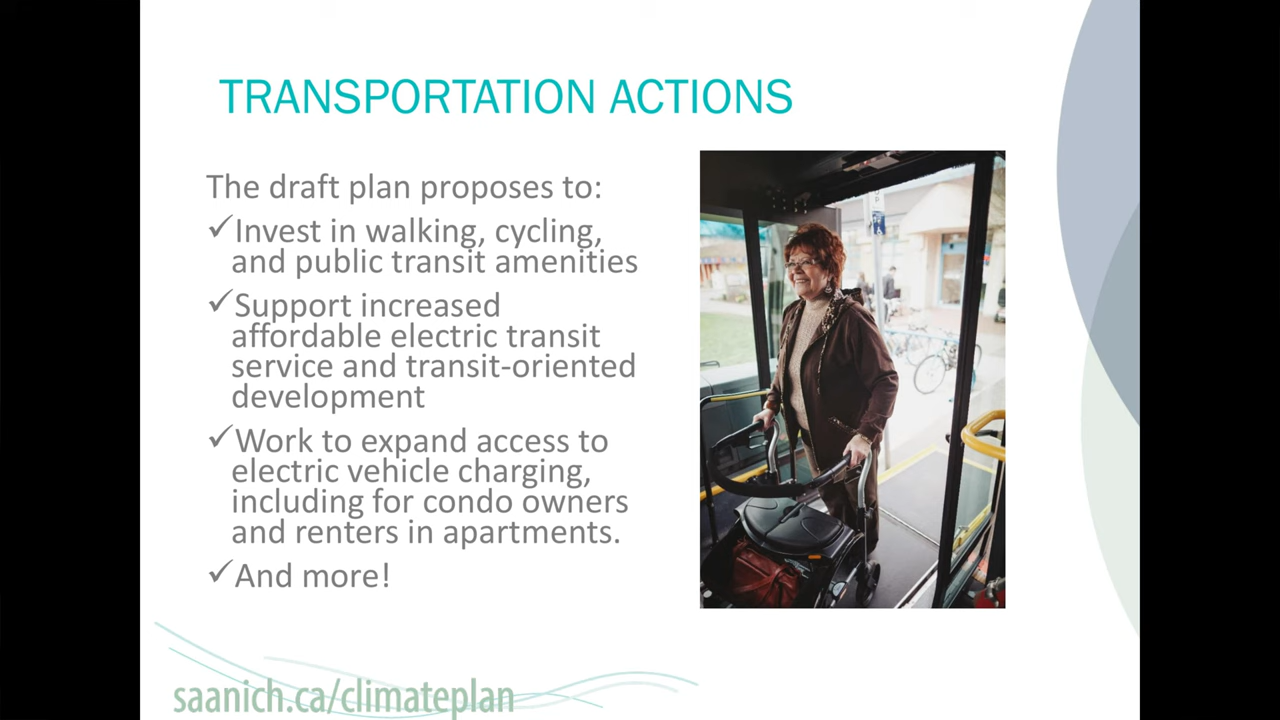 TRANSPORTATION ACTIONS
The draft plan proposes to:
✓Invest in walking, cycling,
and public transit amenities
✓Support increased
affordable electric transit
service and transit-oriented
development
✓Work to expand access to
electric vehicle charging,
including for condo owners
and renters in apartments.
✓And more!
saanich.ca/climateplan